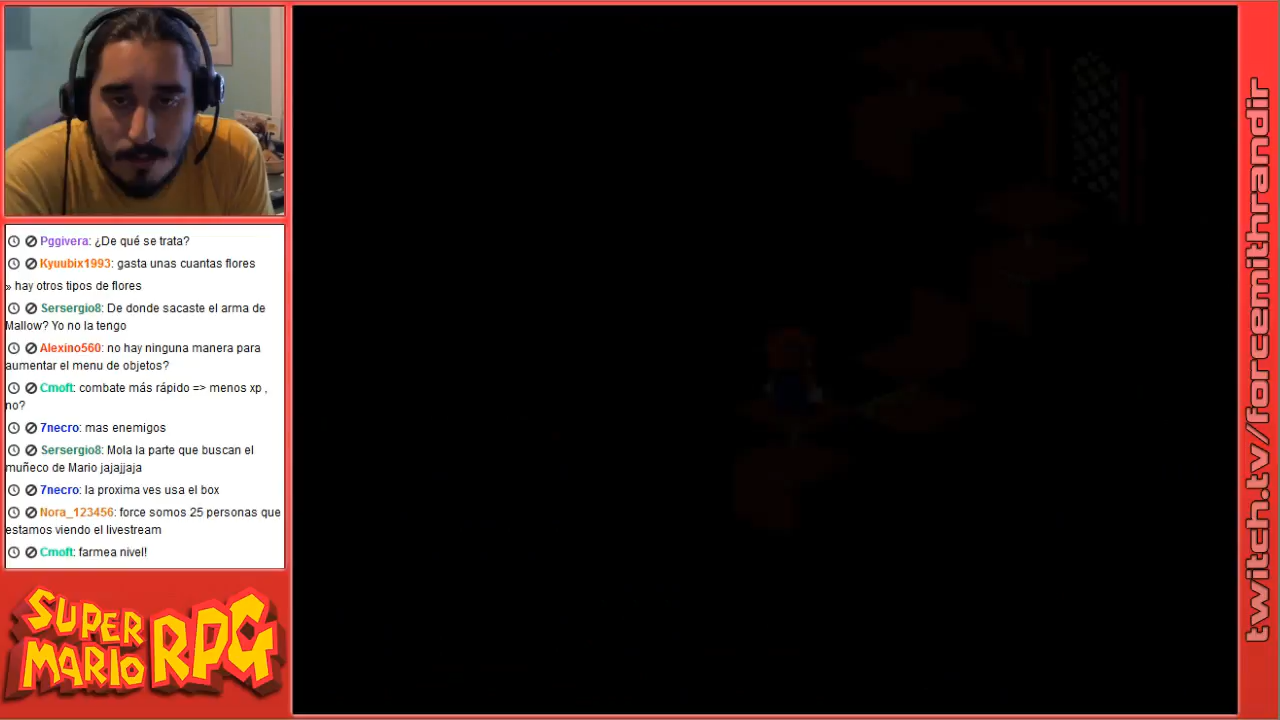 Pggivera: ¿De qué se trata?
Kyuubix1993: gasta unas cuantas flores
» hay otros tipos de flores
Sersergio8: De donde sacaste el arma de
Mallow? Yo no la tengo
Alexino560: no hay ninguna manera para
aumentar el menu de objetos?
Cmoft: combate más rápido => menos xp ,
no?
7necro: mas enemigos
Sersergio8: Mola la parte que buscan el
muñeco de Mario jajajjaja
7necro: la proxima ves usa el box
Nora_123456: force somos 25 personas que
estamos viendo el livestream
Cmoft: farmea nivel!
SUPER
MARIO RPG
twitch.tv/forcemithrandir